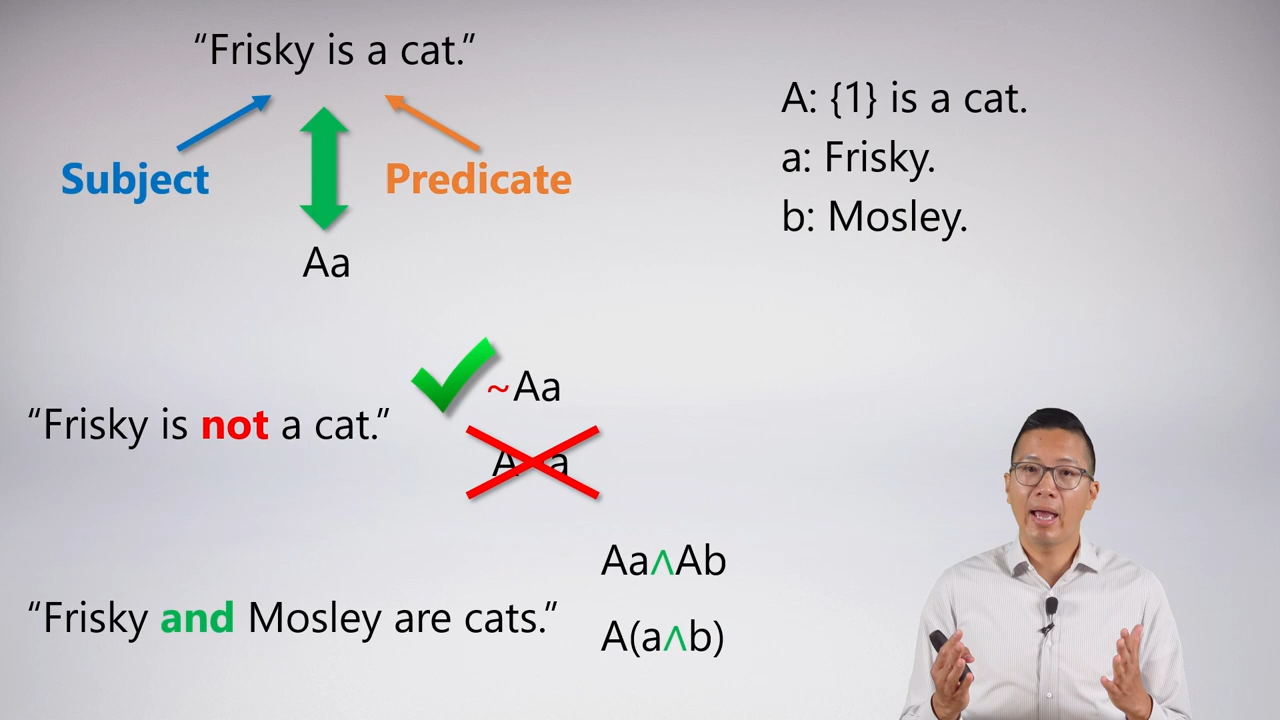 “Frisky is a cat.”
Subject
Predicate
Aa
A: {1} is a cat.
a: Frisky.
b: Mosley.
“Frisky is not a cat.”
~Aa
A a
“Frisky and Mosley are cats.”
Aa∧Ab
A(a∧b)